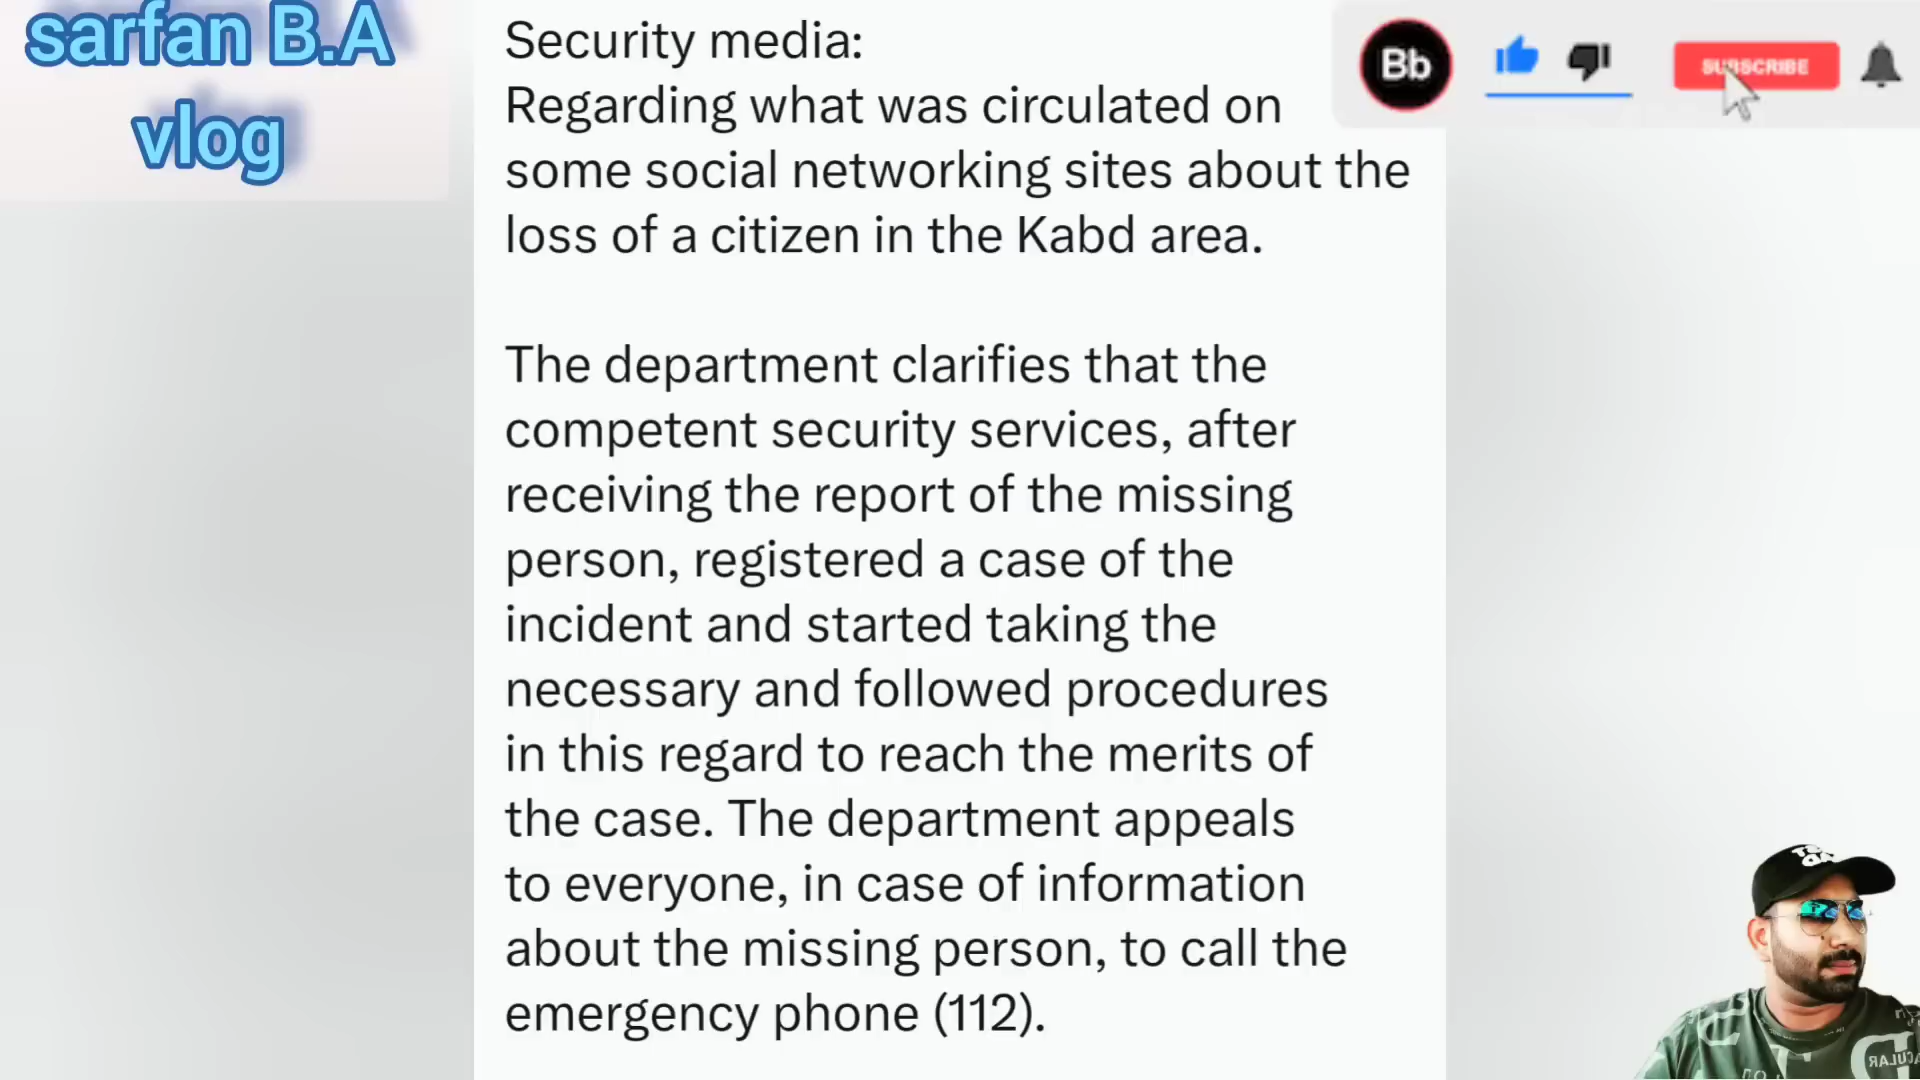 sarfan B.A
vlog
Security media:
Regarding what was circulated on
some social networking sites about the
loss of a citizen in the Kabd area.
The department clarifies that the
competent security services, after
receiving the report of the missing
person, registered a case of the
incident and started taking the
necessary and followed procedures
in this regard to reach the merits of
the case. The department appeals
to everyone, in case of information
about the missing person, to call the
emergency phone (112).
Bb
SUBSCRIBE